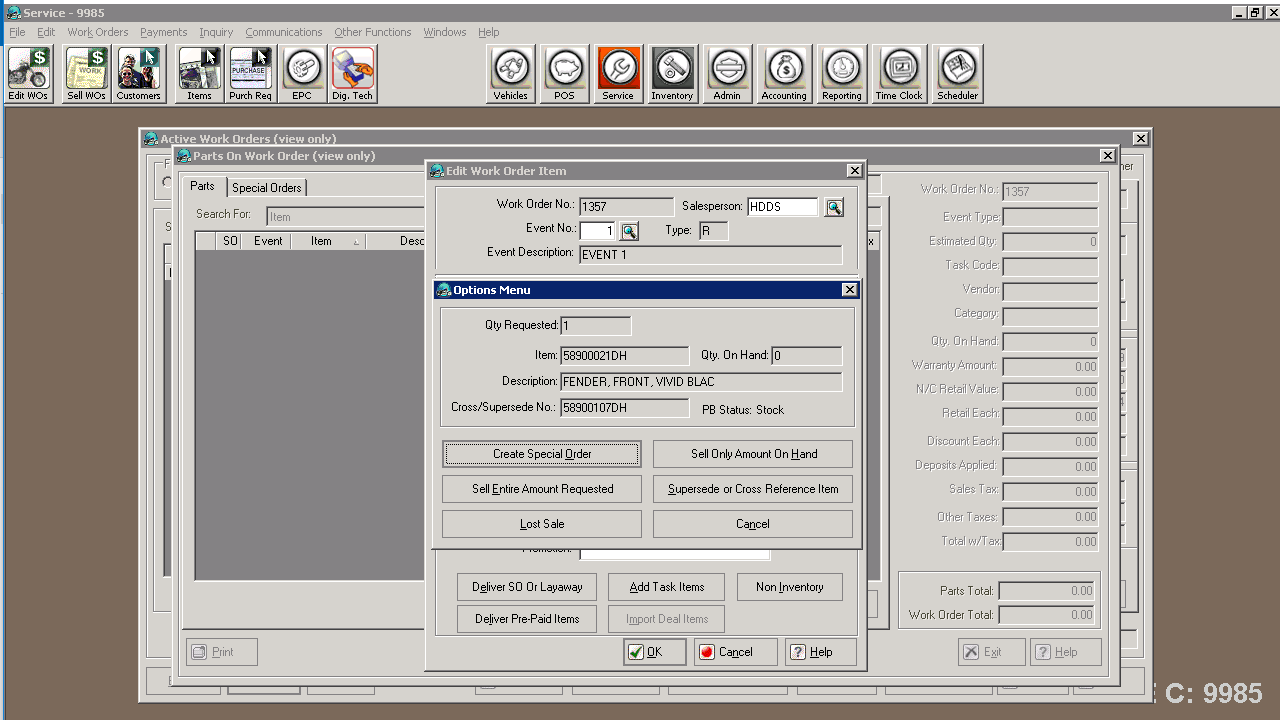 Service - 9985
File Edit Work Orders Payments Inquiry Communications Other Functions Windows Help
Edit WOs Sell WOs Customers Items Purch Req EPC Dig. Tech Vehicles POS Service Inventory Admin Accounting Reporting Time Clock Scheduler
Active Work Orders (view only)
Parts On Work Order (view only)
Parts Special Orders
Search For: Item
SO Event Item Desc
Edit Work Order Item
Work Order No.: 1357 Salesperson: HDDS
Event No.: 1 Type: R
Event Description: EVENT 1
Options Menu
Qty Requested: 1
Item: 58900021DH Qty. On Hand: 0
Description: FENDER, FRONT, VIVID BLAC
Cross/Supersede No.: 58900107DH PB Status: Stock
Create Special Order Sell Only Amount On Hand
Sell Entire Amount Requested Supersede or Cross Reference Item
Lost Sale Cancel
Promotion:
Deliver SO Or Layaway Add Task Items Non Inventory
Deliver Pre-Paid Items Import Deal Items
OK Cancel Help
Work Order No.: 1357
Event Type:
Estimated Qty: 0
Task Code:
Vendor:
Category:
Qty. On Hand: 0
Warranty Amount: 0.00
N/C Retail Value: 0.00
Retail Each: 0.00
Discount Each: 0.00
Deposits Applied: 0.00
Sales Tax: 0.00
Other Taxes: 0.00
Total w/Tax: 0.00
Parts Total: 0.00
Work Order Total: 0.00
Print Exit Help
C: 9985